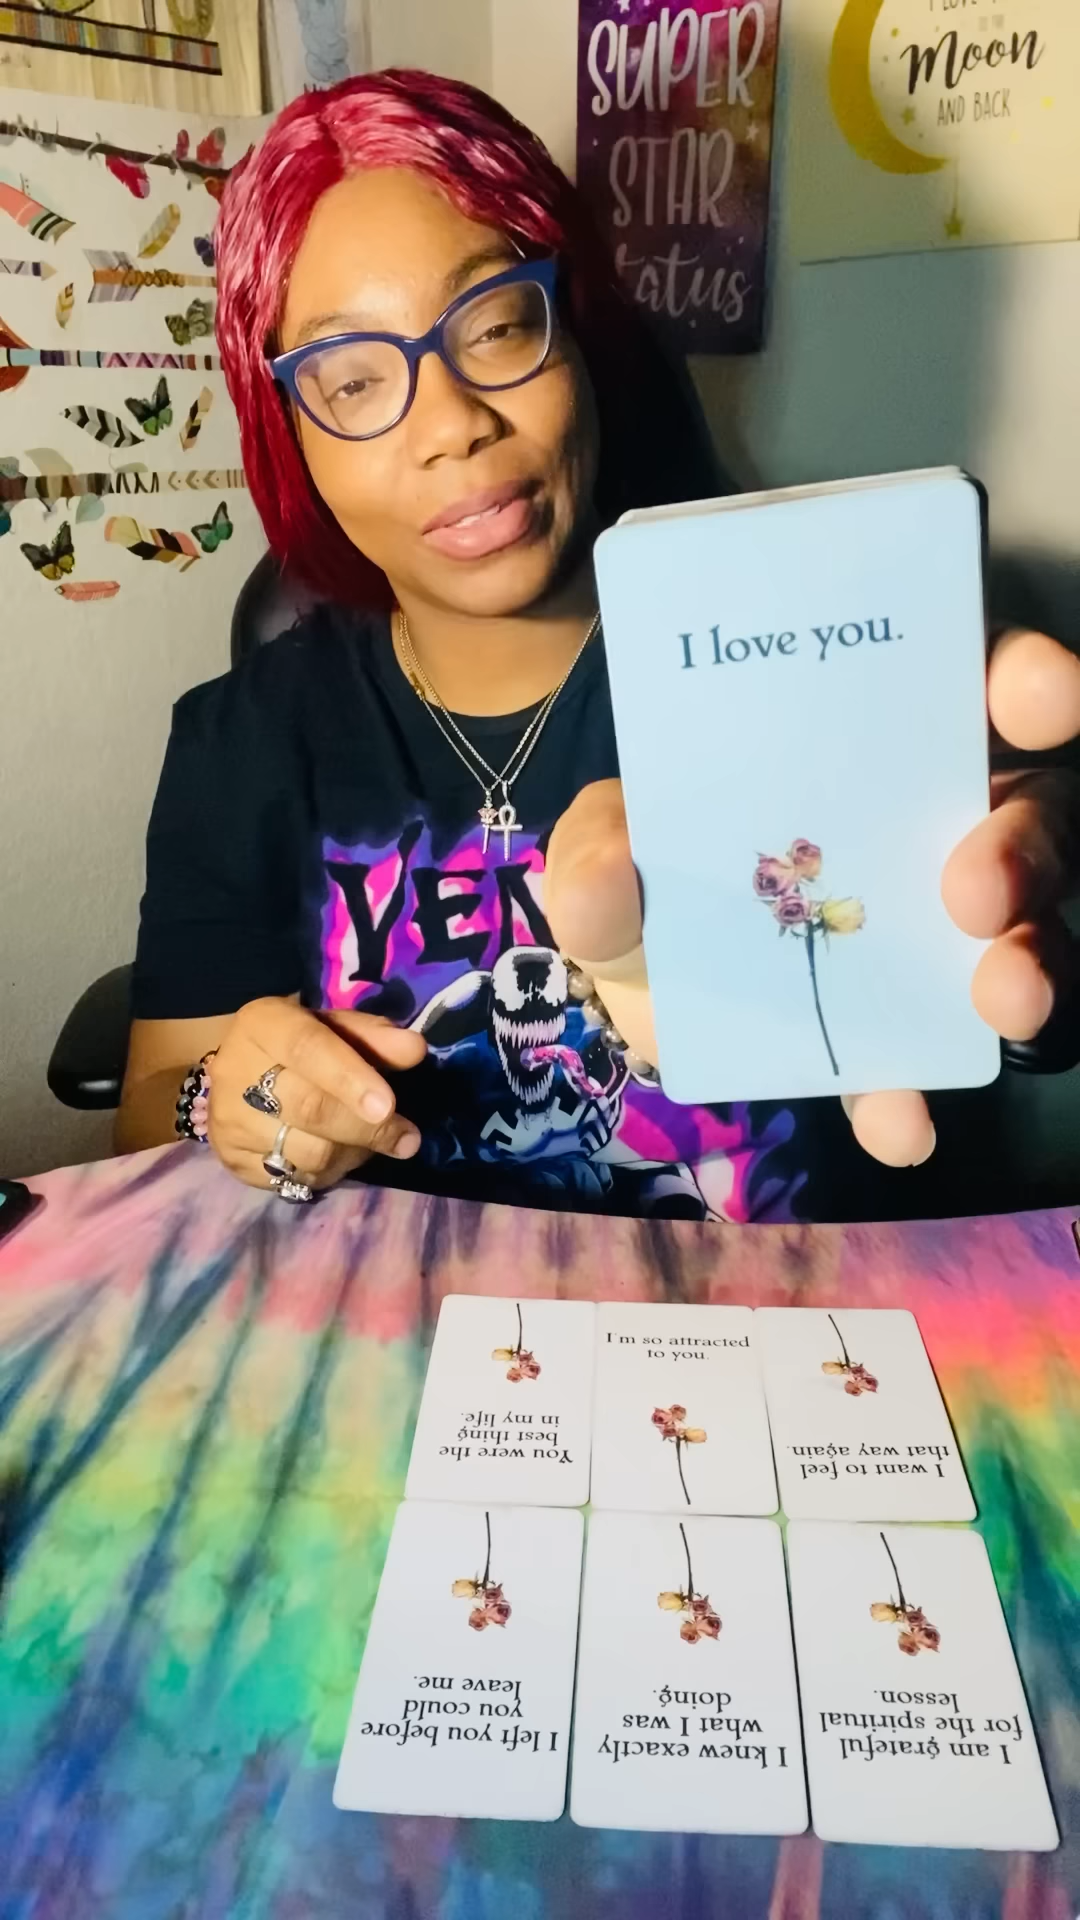 SUPER
STAR
Moon
AND BACK
I love you.
I'm so attracted
to you.
You were the
best thing
in my life.
I want to feel
that way again.
I left you before
you could
leave me.
I knew exactly
what I was
doing.
I am grateful
for the spiritual
lesson.